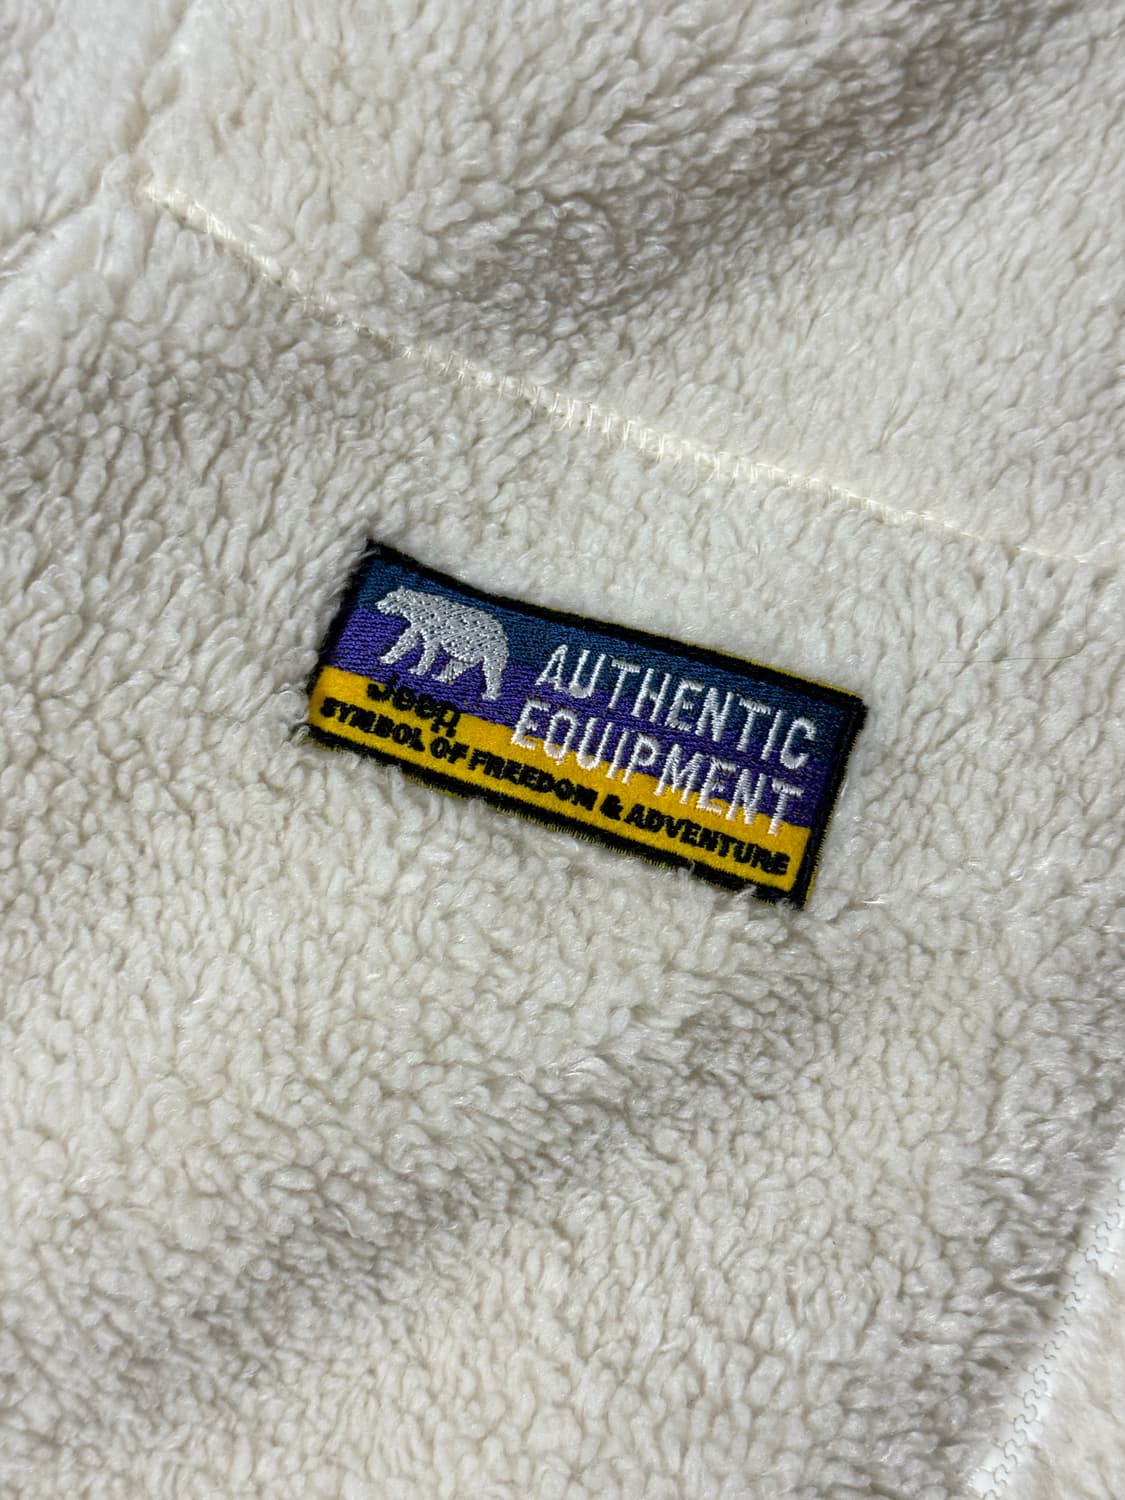 AUTHENTIC
EQUIPMENT
Jeep
SYMBOL OF FREEDOM & ADVENTURE